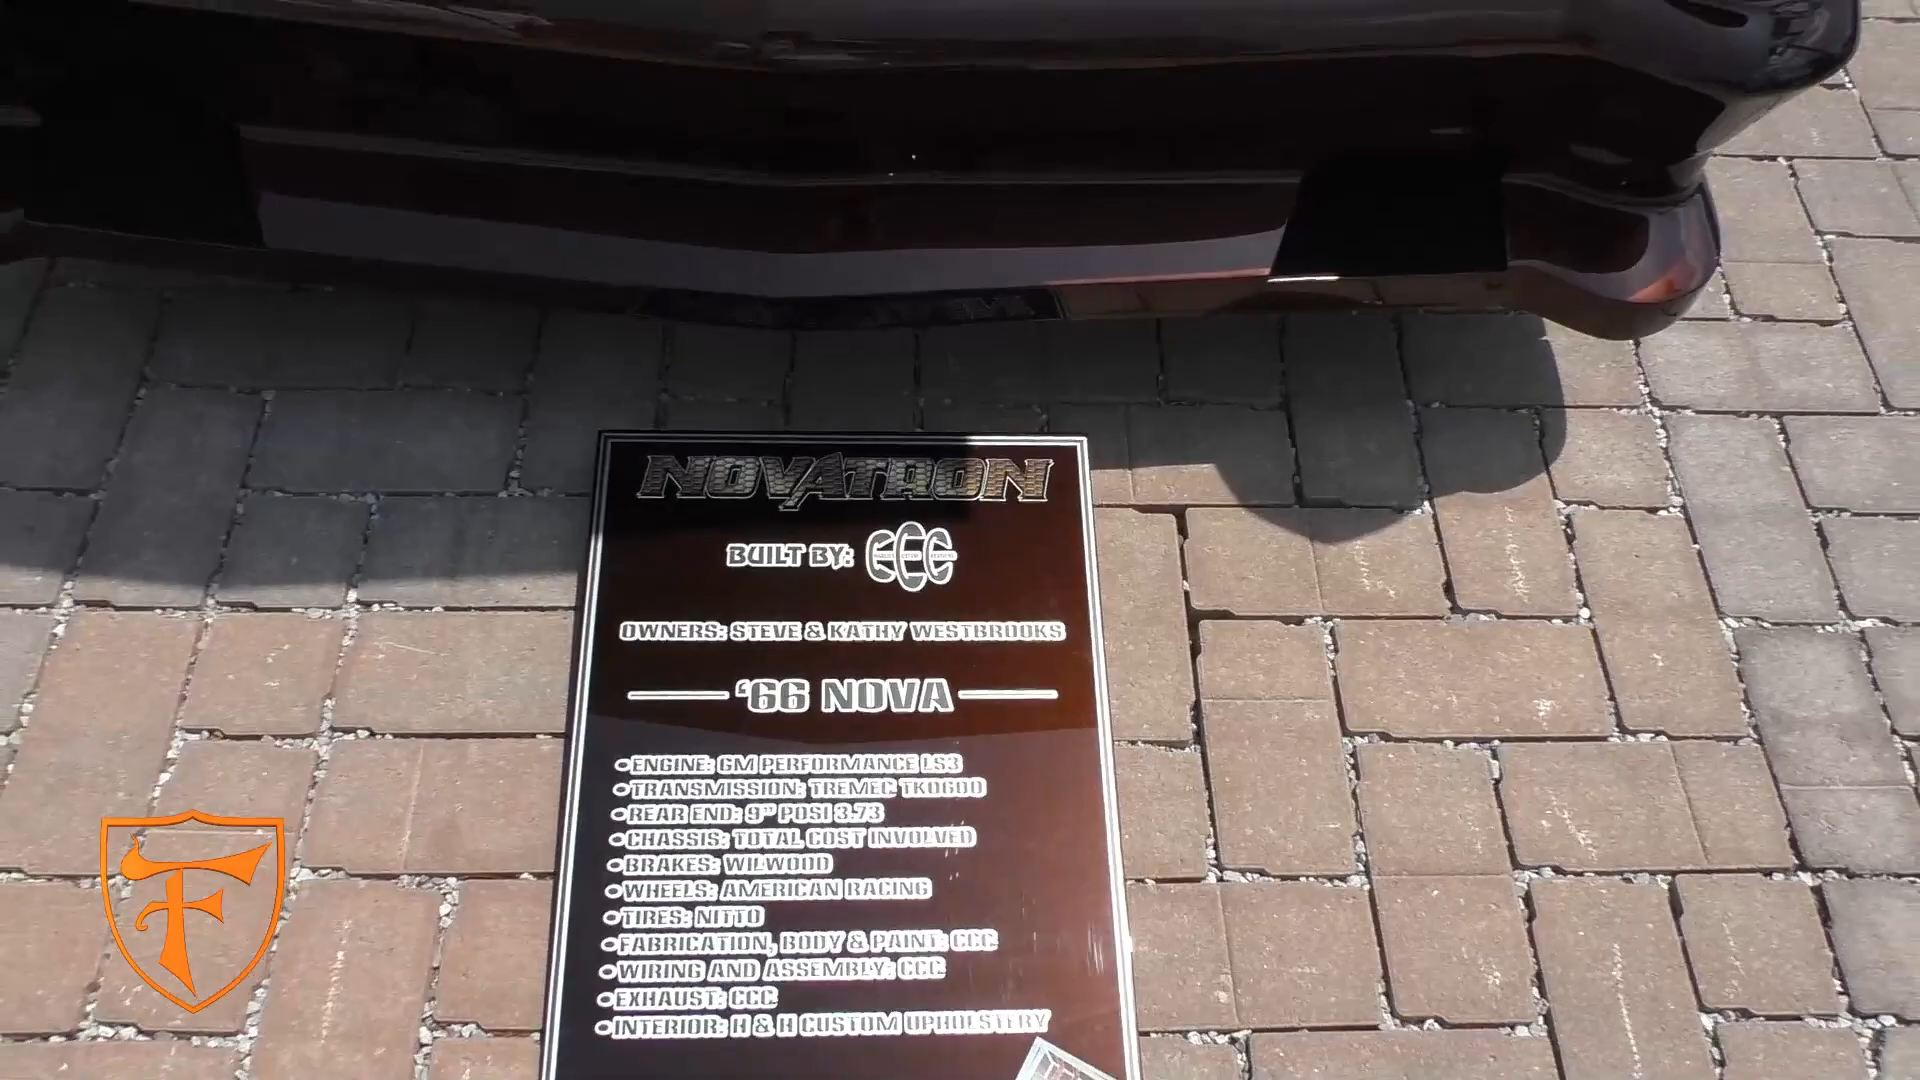 NOVATRON
BUILT BY: CCC
OWNERS: STEVE & KATHY WESTBROOKS
'66 NOVA
ENGINE: GM PERFORMANCE LS3
TRANSMISSION: TREMEC TKO600
REAR END: 9" POSI 3.73
CHASSIS: TOTAL COST INVOLVED
BRAKES: WILWOOD
WHEELS: AMERICAN RACING
TIRES: NITTO
FABRICATION, BODY & PAINT: CCC
WIRING AND ASSEMBLY: CCC
EXHAUST: CCC
INTERIOR: H & H CUSTOM UPHOLSTERY
F